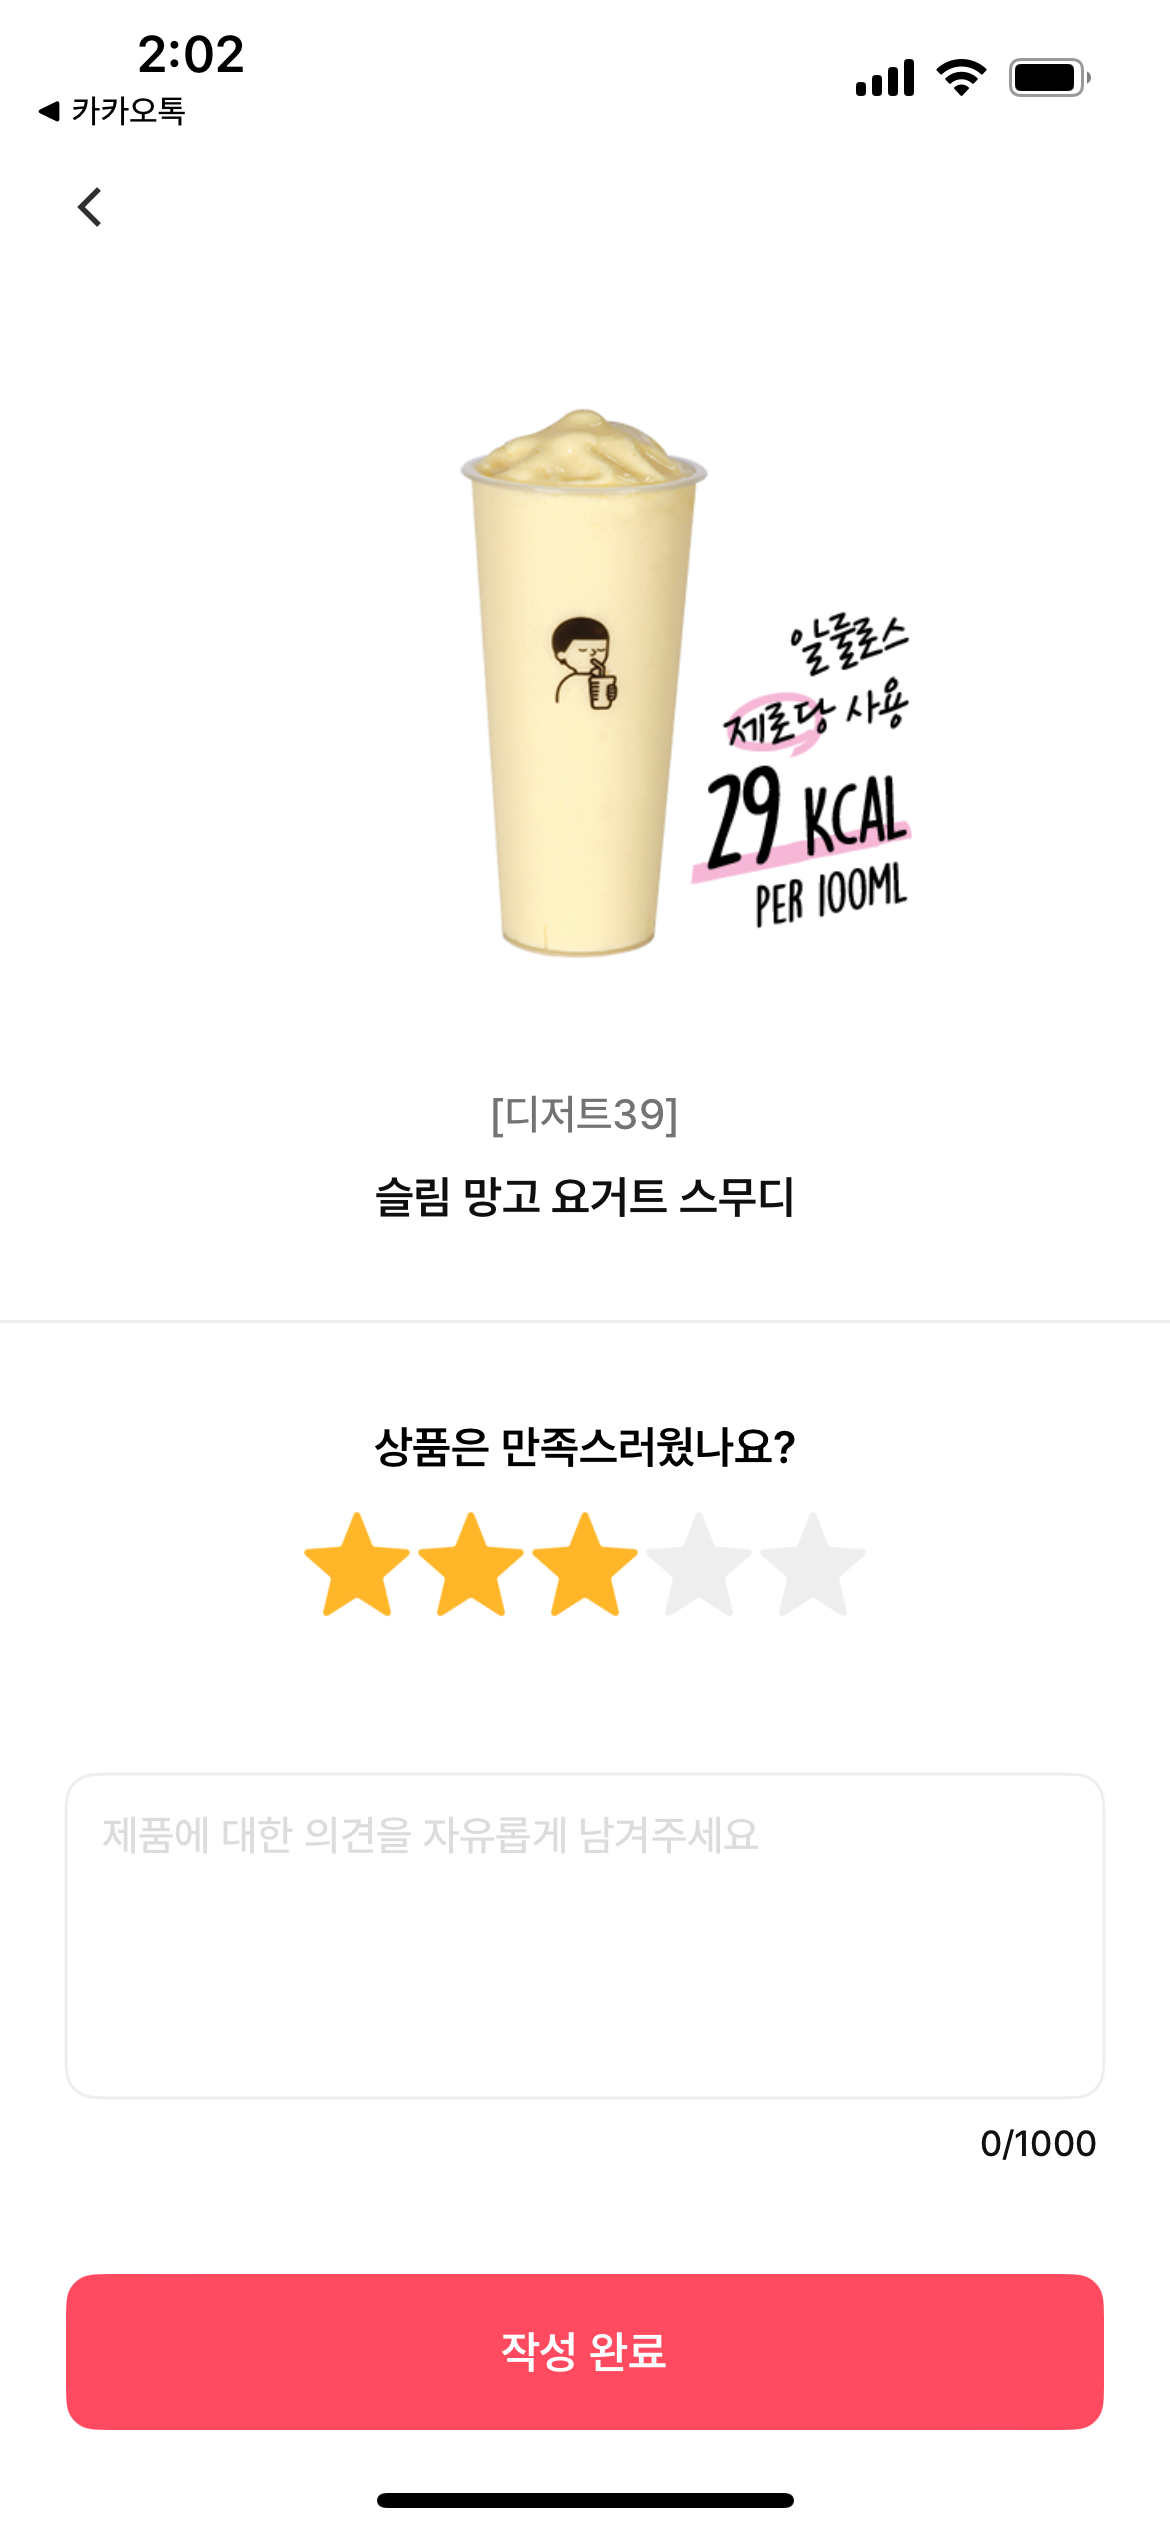 2:02
◀ 카카오톡
알룰로스
제로당 사용
29 KCAL
PER 100ML
[디저트39]
슬림 망고 요거트 스무디
상품은 만족스러웠나요?
제품에 대한 의견을 자유롭게 남겨주세요
0/1000
작성 완료